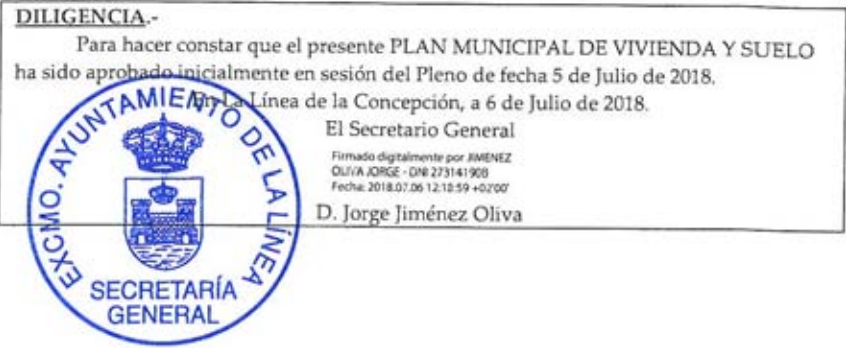 DILIGENCIA.-
Para hacer constar que el presente PLAN MUNICIPAL DE VIVIENDA Y SUELO
ha sido aprobado inicialmente en sesión del Pleno de fecha 5 de Julio de 2018.
En La Línea de la Concepción, a 6 de Julio de 2018.
El Secretario General
Firmado digitalmente por JIMENEZ
OLIVA JORGE - DNI 27314190B
Fecha: 2018.07.06 12:18:59 +02'00'
D. Jorge Jiménez Oliva
EXCMO. AYUNTAMIENTO DE LA LÍNEA
SECRETARÍA
GENERAL